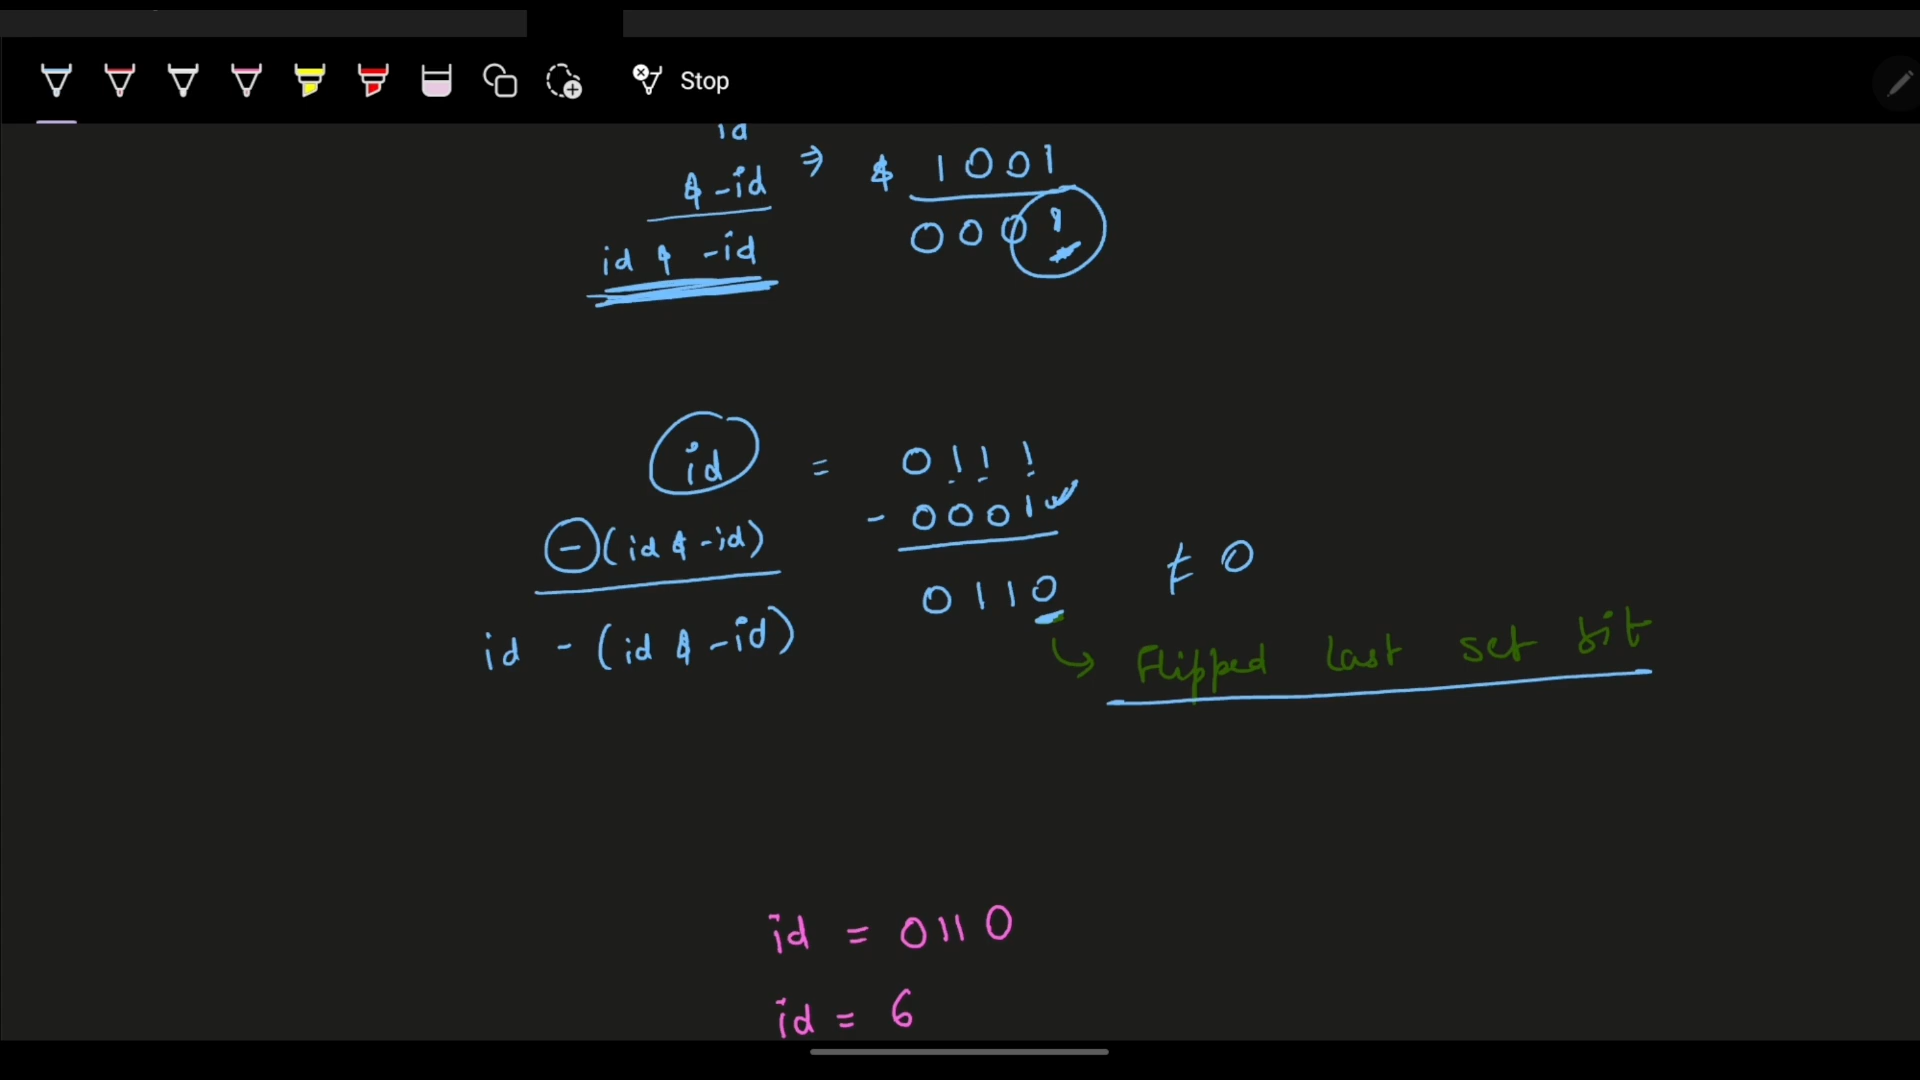 Stop
id
& -id ⇒ & 1001
id & -id 0001
id = 0111
- (id & -id) - 0001
id - (id & -id) 0110 ≠ 0
↳ Flipped last set bit
id = 0110
id = 6